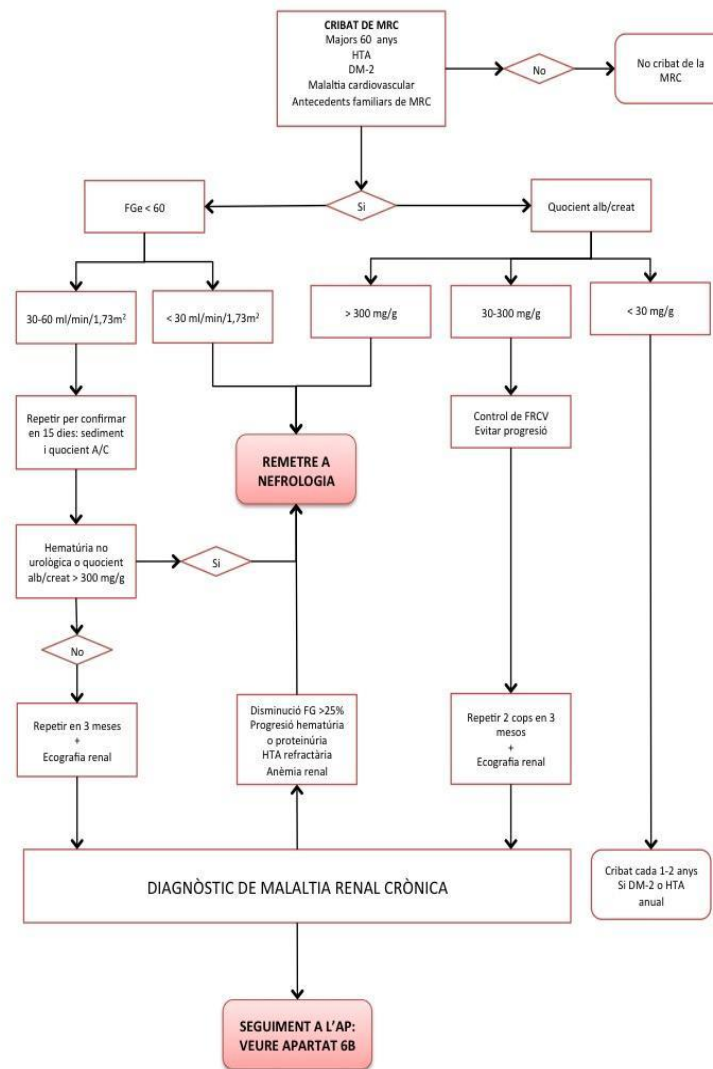 CRIBAT DE MRC
Majors 60 anys
HTA
DM-2
Malaltia cardiovascular
Antecedents familiars de MRC
No
No cribat de la
MRC
FGe < 60
Si
Quocient alb/creat
30-60 ml/min/1,73m²
< 30 ml/min/1,73m²
> 300 mg/g
30-300 mg/g
< 30 mg/g
Repetir per confirmar
en 15 dies: sediment
i quocient A/C
Control de FRCV
Evitar progresió
REMETRE A
NEFROLOGIA
Hematúria no
urològica o quocient
alb/creat > 300 mg/g
Si
No
Repetir en 3 meses
+
Ecografia renal
Disminució FG >25%
Progresió hematúria
o proteinúria
HTA refractària
Anèmia renal
Repetir 2 cops en 3
mesos
+
Ecografia renal
DIAGNÒSTIC DE MALALTIA RENAL CRÒNICA
Cribat cada 1-2 anys
Si DM-2 o HTA
anual
SEGUIMENT A L'AP:
VEURE APARTAT 6B